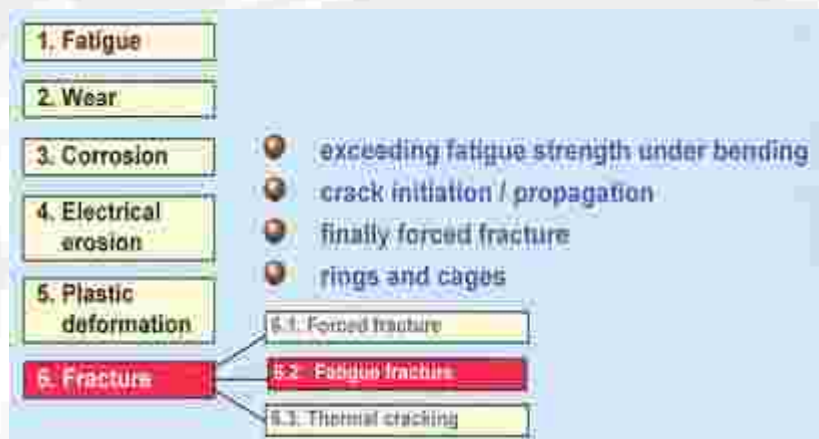 1. Fatigue
2. Wear
3. Corrosion
4. Electrical
erosion
5. Plastic
deformation
6. Fracture
exceeding fatigue strength under bending
crack initiation / propagation
finally forced fracture
rings and cages
6.1. Forced fracture
6.2. Fatigue fracture
6.3. Thermal cracking